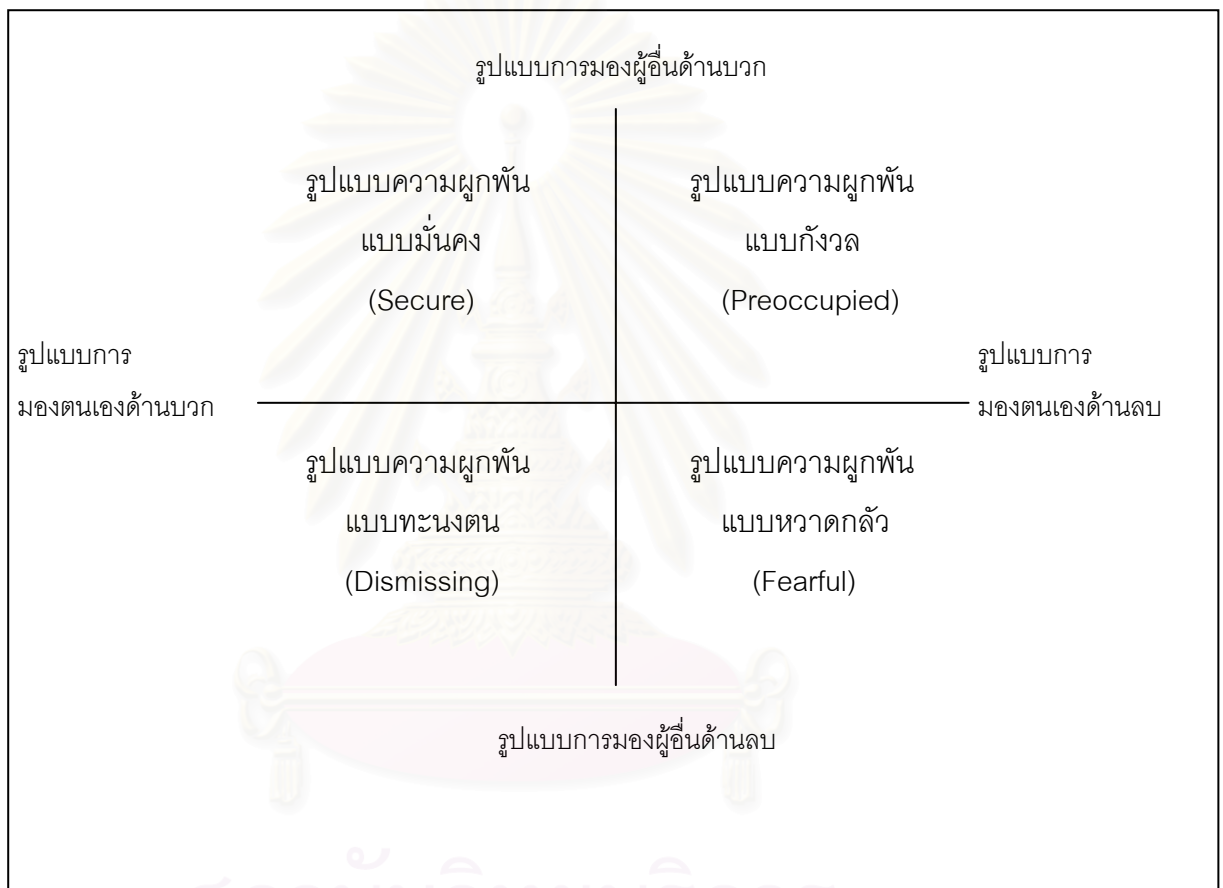 รูปแบบการมองผู้อื่นด้านบวก
รูปแบบความผูกพัน
แบบมั่นคง
(Secure)
รูปแบบความผูกพัน
แบบกังวล
(Preoccupied)
รูปแบบการ
มองตนเองด้านบวก
รูปแบบการ
มองตนเองด้านลบ
รูปแบบความผูกพัน
แบบทะนงตน
(Dismissing)
รูปแบบความผูกพัน
แบบหวาดกลัว
(Fearful)
รูปแบบการมองผู้อื่นด้านลบ